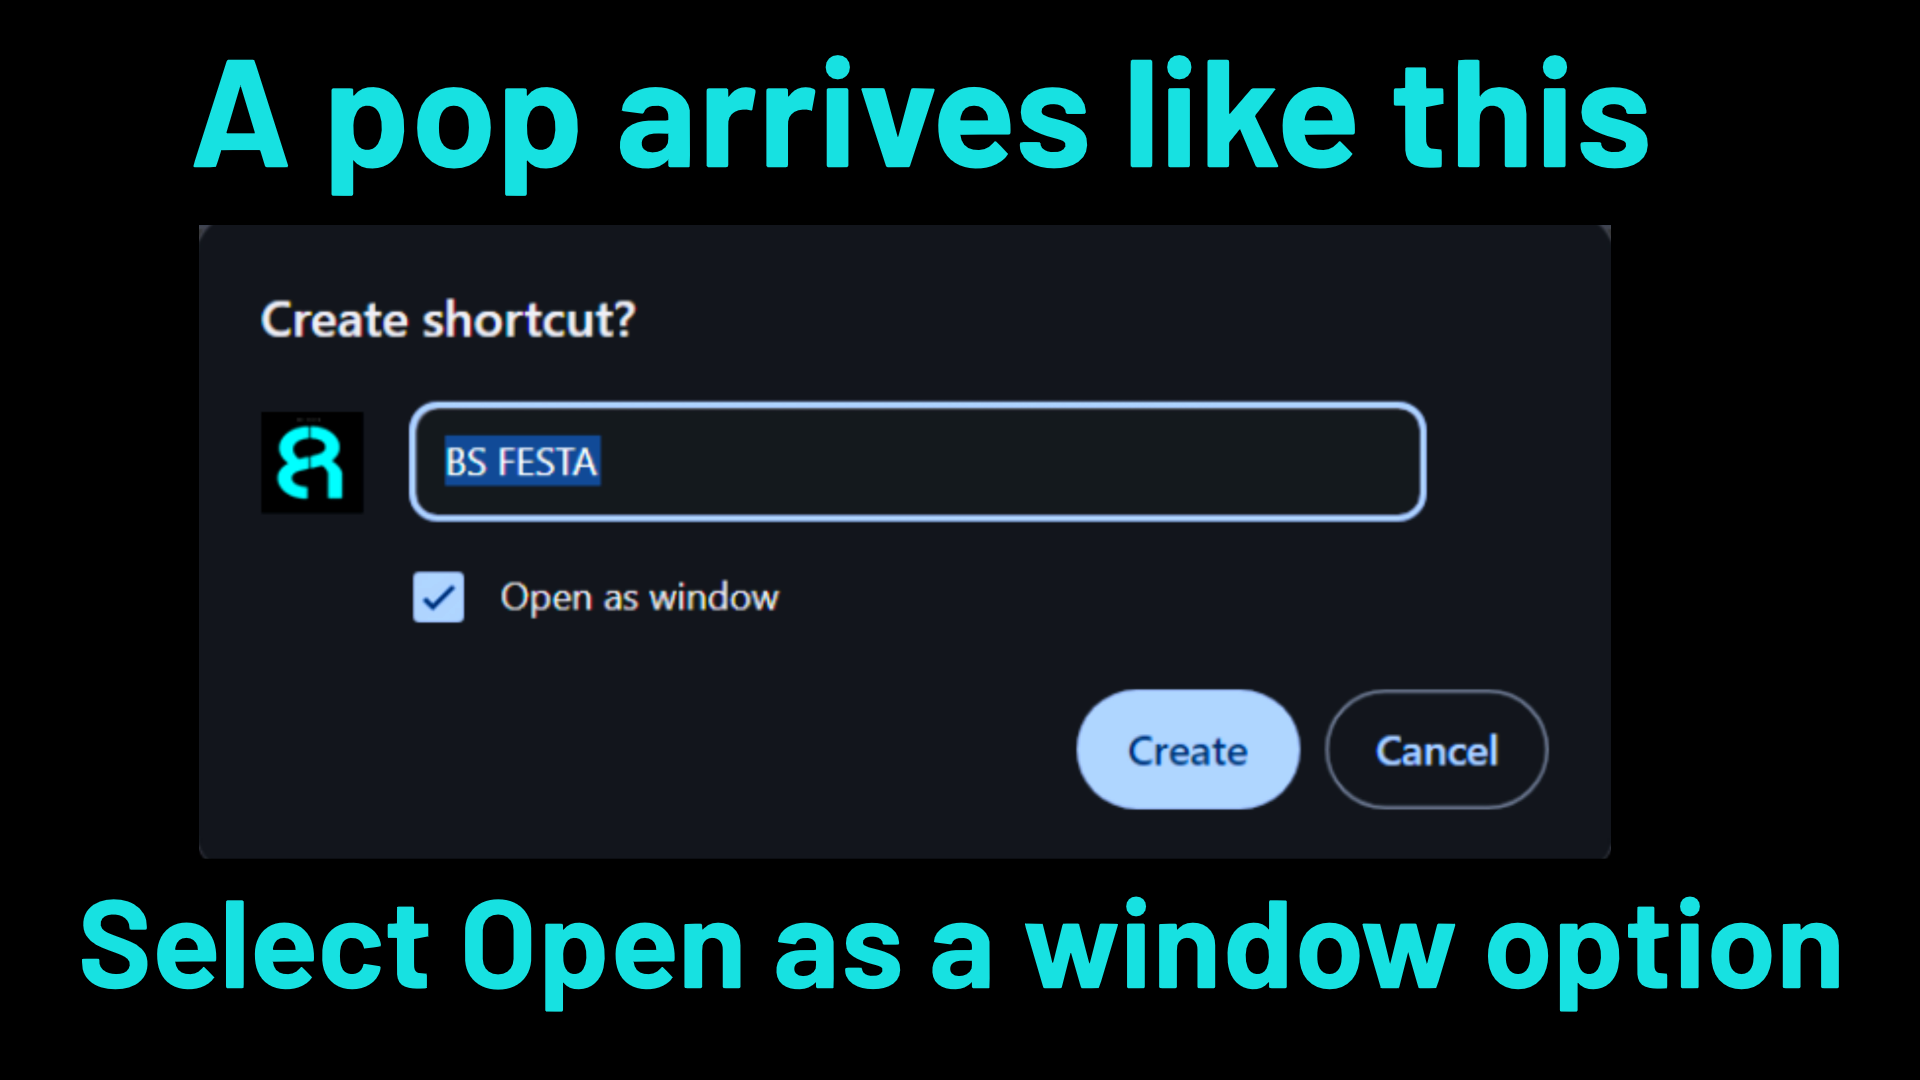 A pop arrives like this
Create shortcut?
BS FESTA
Open as window
Create Cancel
Select Open as a window option